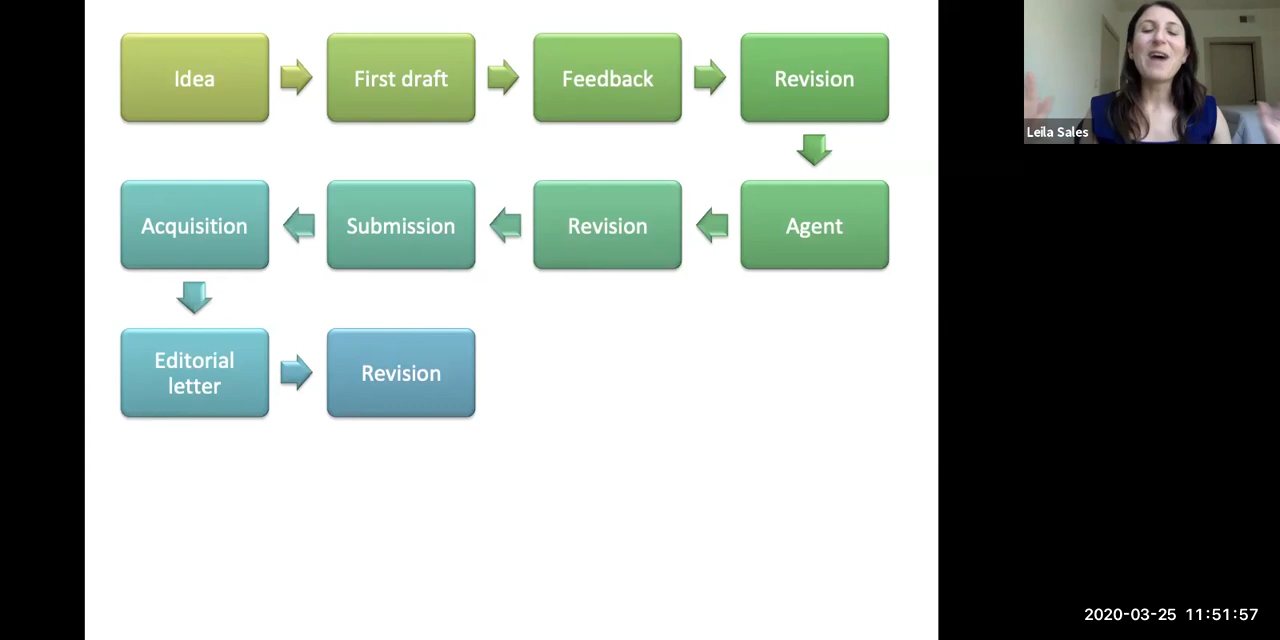 Idea
First draft
Feedback
Revision
Leila Sales
Acquisition
Submission
Revision
Agent
Editorial
letter
Revision
2020-03-25 11:51:57